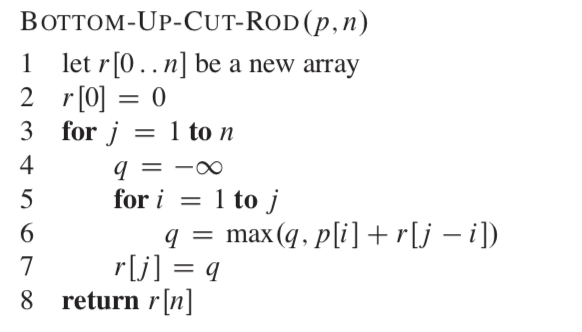 BOTTOM-UP-CUT-ROD(p, n)
1 let r[0..n] be a new array
2 r[0] = 0
3 for j = 1 to n
4 q = −∞
5 for i = 1 to j
6 q = max(q, p[i] + r[j − i])
7 r[j] = q
8 return r[n]